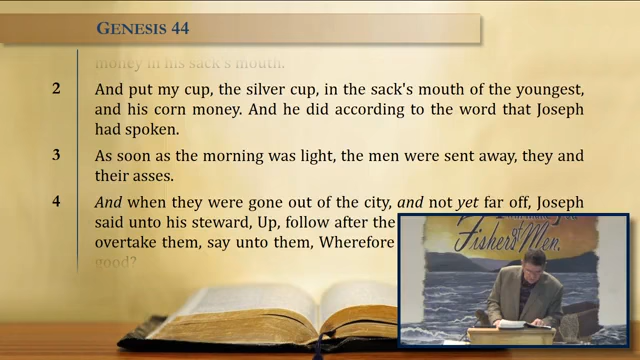 GENESIS 44
money in his sack's mouth.
2 And put my cup, the silver cup, in the sack's mouth of the youngest,
and his corn money. And he did according to the word that Joseph
had spoken.
3 As soon as the morning was light, the men were sent away, they and
their asses.
4 And when they were gone out of the city, and not yet far off, Joseph
said unto his steward, Up, follow after the
overtake them, say unto them, Wherefore
good?
of
Fishers Men.